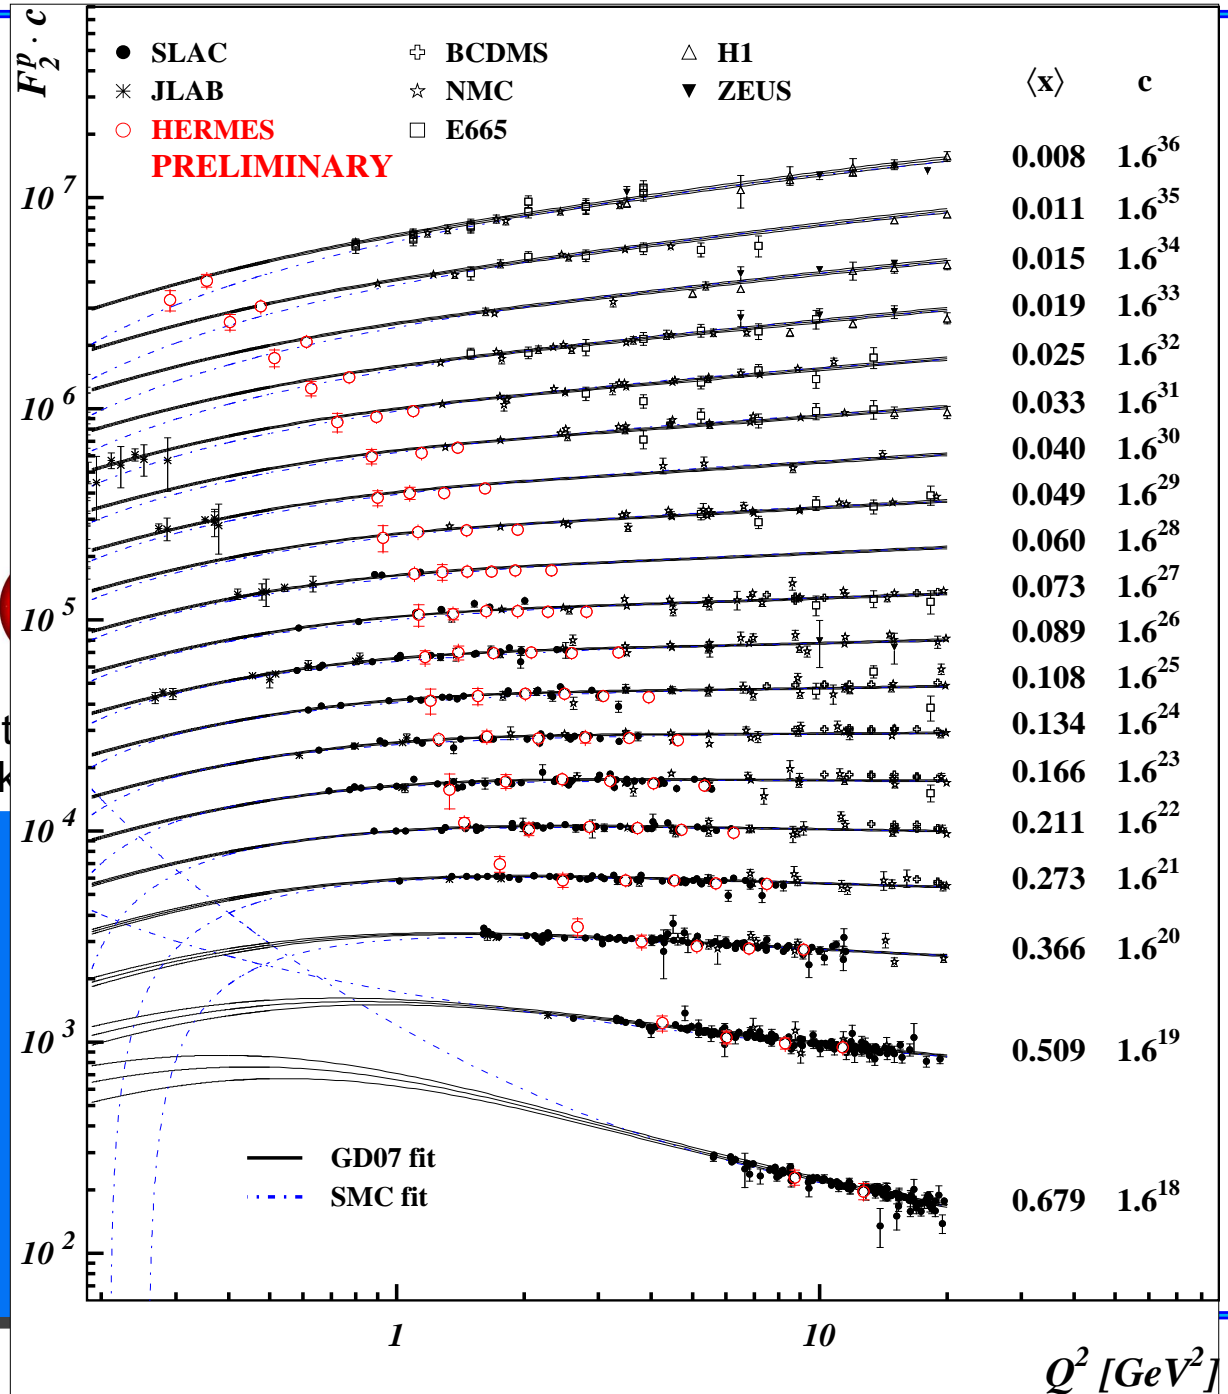 F_2^p · c
SLAC BCDMS H1
JLAB NMC ZEUS
HERMES E665
PRELIMINARY
⟨x⟩ c
0.008 1.6^36
0.011 1.6^35
0.015 1.6^34
0.019 1.6^33
0.025 1.6^32
0.033 1.6^31
0.040 1.6^30
0.049 1.6^29
0.060 1.6^28
0.073 1.6^27
0.089 1.6^26
0.108 1.6^25
0.134 1.6^24
0.166 1.6^23
0.211 1.6^22
0.273 1.6^21
0.366 1.6^20
0.509 1.6^19
0.679 1.6^18
10^7
10^6
10^5
t
k
10^4
10^3
10^2
GD07 fit
SMC fit
1 10
Q^2 [GeV^2]